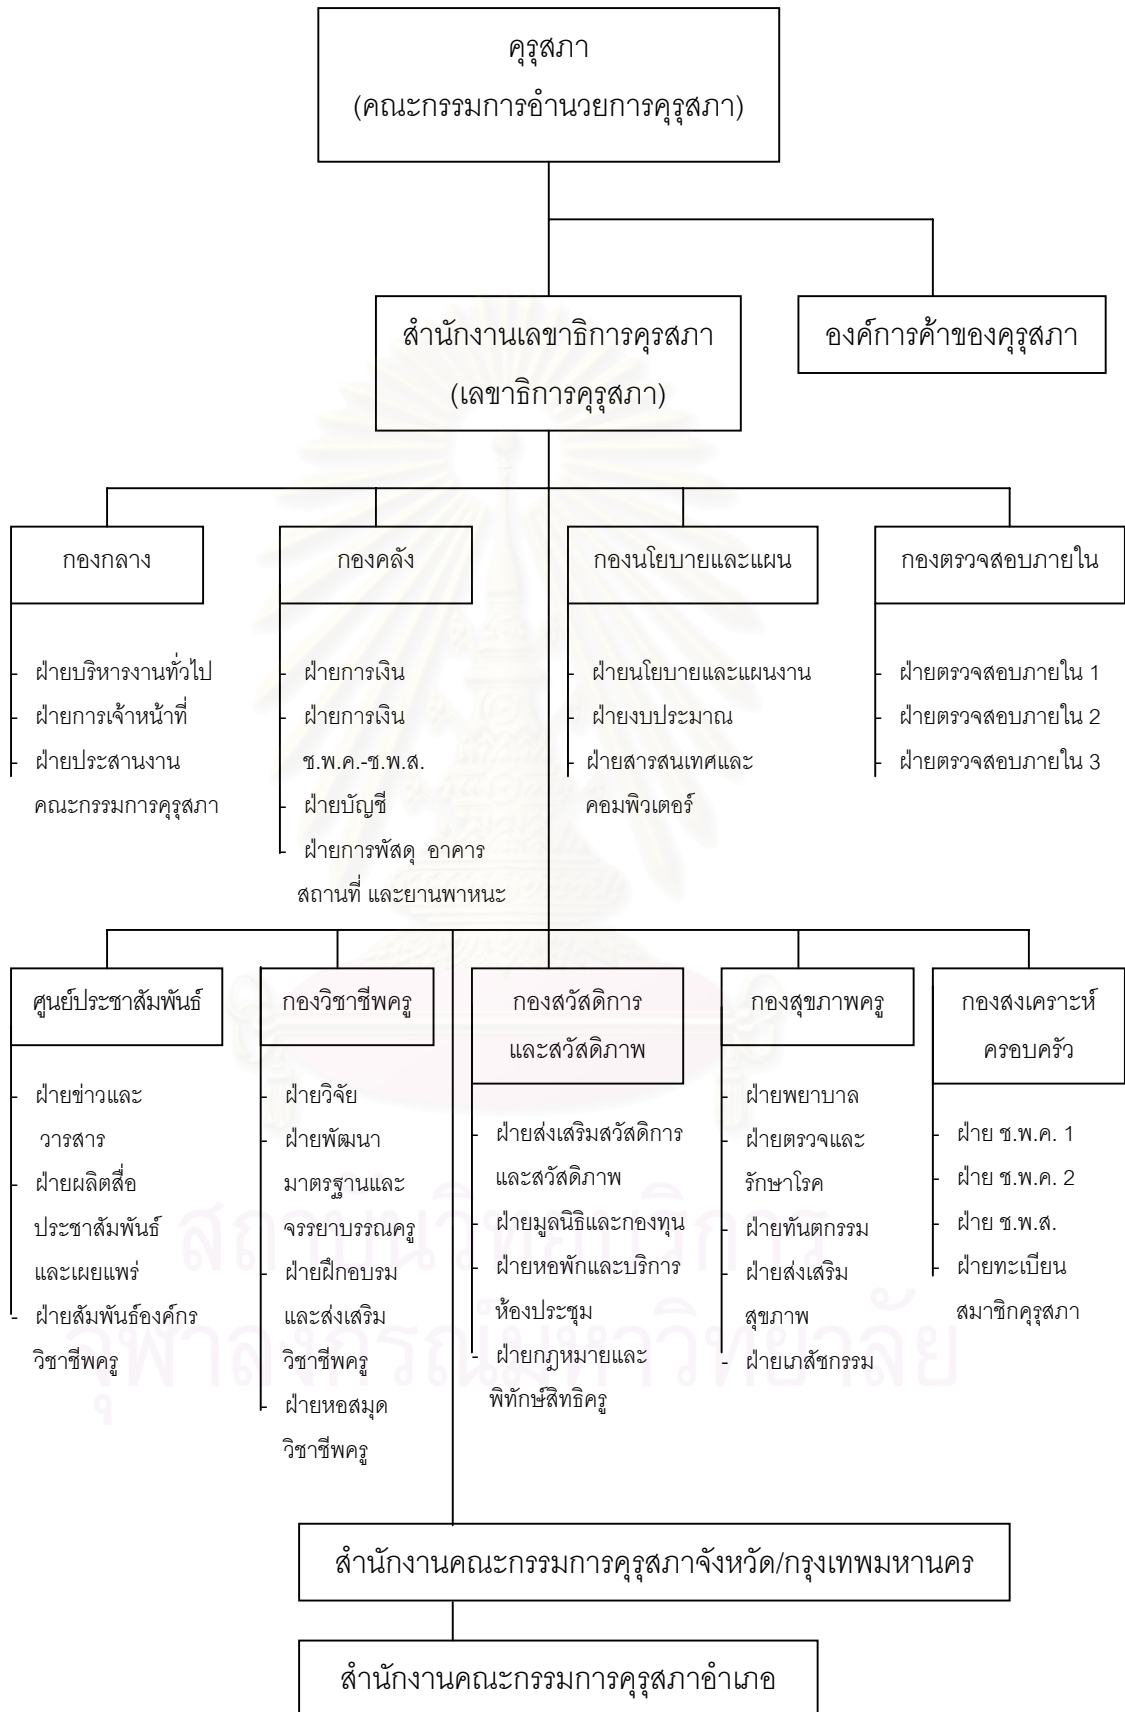 คุรุสภา
(คณะกรรมการอำนวยการคุรุสภา)
สำนักงานเลขาธิการคุรสภา
(เลขาธิการคุรุสภา)
องค์การค้าของคุรุสภา
กองกลาง
- ฝ่ายบริหารงานทั่วไป
- ฝ่ายการเจ้าหน้าที่
- ฝ่ายประสานงาน
คณะกรรมการคุรุสภา
กองคลัง
- ฝ่ายการเงิน
- ฝ่ายการเงิน
ช.พ.ค.-ช.พ.ส.
- ฝ่ายบัญชี
- ฝ่ายการพัสดุ อาคาร
สถานที่ และยานพาหนะ
กองนโยบายและแผน
- ฝ่ายนโยบายและแผนงาน
- ฝ่ายงบประมาณ
- ฝ่ายสารสนเทศและ
คอมพิวเตอร์
กองตรวจสอบภายใน
- ฝ่ายตรวจสอบภายใน 1
- ฝ่ายตรวจสอบภายใน 2
- ฝ่ายตรวจสอบภายใน 3
ศูนย์ประชาสัมพันธ์
- ฝ่ายข่าวและ
วารสาร
- ฝ่ายผลิตสื่อ
ประชาสัมพันธ์
และเผยแพร่
- ฝ่ายสัมพันธ์องค์กร
วิชาชีพครู
กองวิชาชีพครู
- ฝ่ายวิจัย
- ฝ่ายพัฒนา
มาตรฐานและ
จรรยาบรรณครู
- ฝ่ายฝึกอบรม
และส่งเสริม
วิชาชีพครู
- ฝ่ายหอสมุด
วิชาชีพครู
กองสวัสดิการ
และสวัสดิภาพ
- ฝ่ายส่งเสริมสวัสดิการ
และสวัสดิภาพ
- ฝ่ายมูลนิธิและกองทุน
- ฝ่ายหอพักและบริการ
ห้องประชุม
- ฝ่ายกฎหมายและ
พิทักษ์สิทธิครู
กองสุขภาพครู
- ฝ่ายพยาบาล
- ฝ่ายตรวจและ
รักษาโรค
- ฝ่ายทันตกรรม
- ฝ่ายส่งเสริม
สุขภาพ
- ฝ่ายเภสัชกรรม
กองสงเคราะห์
ครอบครัว
- ฝ่าย ช.พ.ค. 1
- ฝ่าย ช.พ.ค. 2
- ฝ่าย ช.พ.ส.
- ฝ่ายทะเบียน
สมาชิกคุรุสภา
สถาบันวิทยบริการ
จุฬาลงกรณ์มหาวิทยาลัย
สำนักงานคณะกรรมการคุรุสภาจังหวัด/กรุงเทพมหานคร
สำนักงานคณะกรรมการคุรุสภาอำเภอ